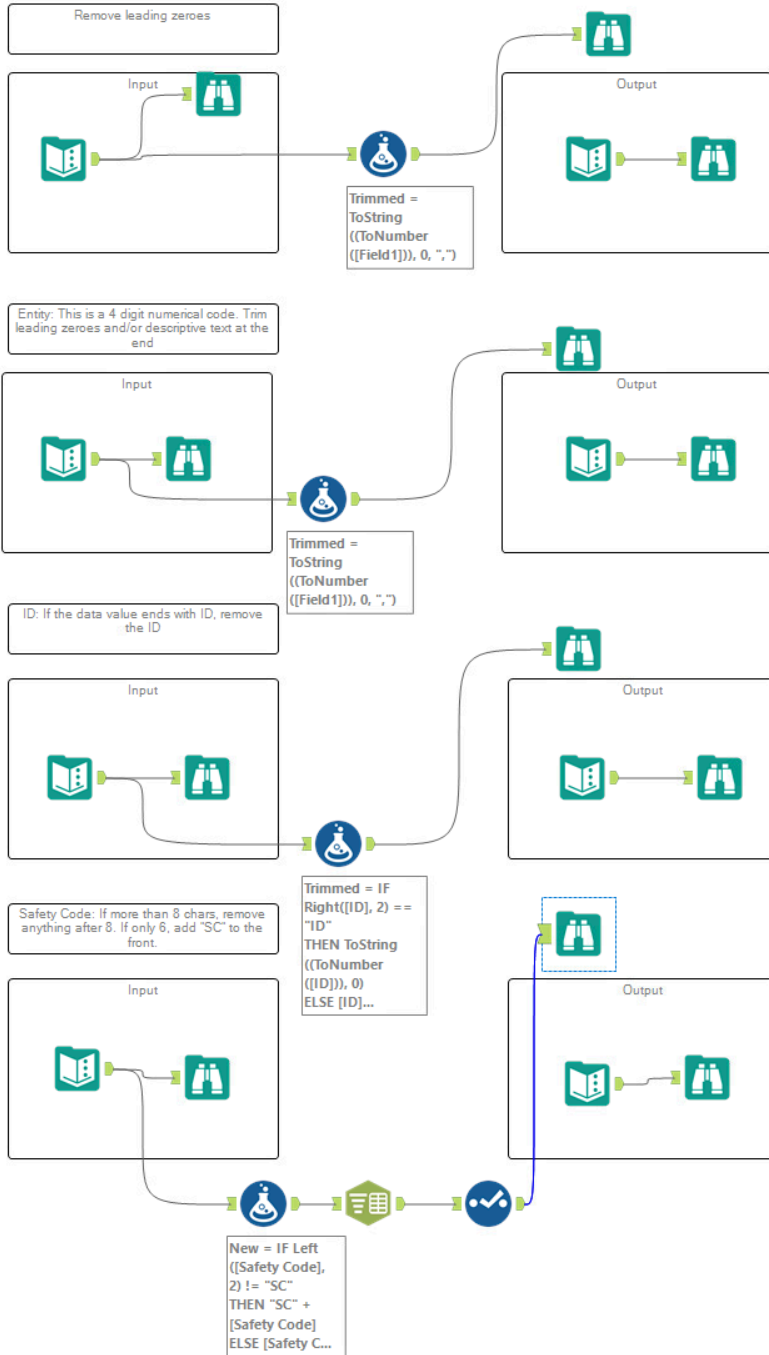 Remove leading zeroes
Input
Output
Trimmed =
ToString
((ToNumber
([Field1])), 0, ",")
Entity: This is a 4 digit numerical code. Trim
leading zeroes and/or descriptive text at the
end
Input
Output
Trimmed =
ToString
((ToNumber
([Field1])), 0, ",")
ID: If the data value ends with ID, remove
the ID
Input
Output
Trimmed = IF
Right([ID], 2) ==
"ID"
THEN ToString
((ToNumber
([ID])), 0)
ELSE [ID]...
Safety Code: If more than 8 chars, remove
anything after 8. If only 6, add "SC" to the
front.
Input
Output
New = IF Left
([Safety Code],
2) != "SC"
THEN "SC" +
[Safety Code]
ELSE [Safety C...